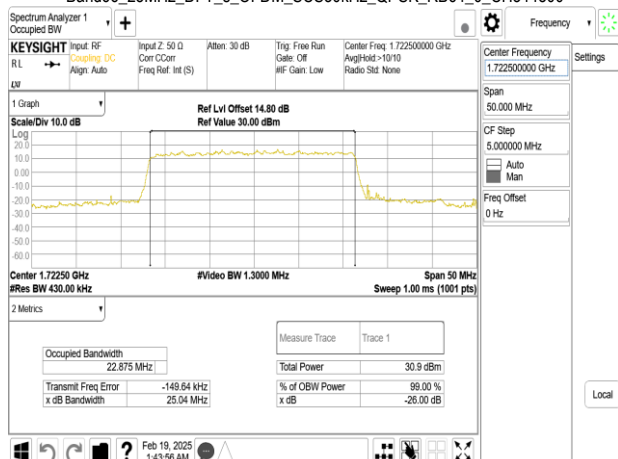 Spectrum Analyzer 1
Occupied BW
+
Frequency
KEYSIGHT
RL
Input: RF
Coupling: DC
Align: Auto
Input Z: 50 Ω
Corr CCorr
Freq Ref: Int (S)
Atten: 30 dB
Trig: Free Run
Gate: Off
#IF Gain: Low
Center Freq: 1.722500000 GHz
Avg|Hold:>10/10
Radio Std: None
LXI
1 Graph
Scale/Div 10.0 dB
Ref Lvl Offset 14.80 dB
Ref Value 30.00 dBm
Log
20.0
10.0
0.00
-10.0
-20.0
-30.0
-40.0
-50.0
-60.0
Center 1.72250 GHz
#Res BW 430.00 kHz
#Video BW 1.3000 MHz
Span 50 MHz
Sweep 1.00 ms (1001 pts)
2 Metrics
Measure Trace Trace 1
Occupied Bandwidth
22.875 MHz
Total Power 30.9 dBm
Transmit Freq Error -149.64 kHz
% of OBW Power 99.00 %
x dB Bandwidth 25.04 MHz
x dB -26.00 dB
Center Frequency
1.722500000 GHz
Settings
Span
50.000 MHz
CF Step
5.000000 MHz
Auto
Man
Freq Offset
0 Hz
Local
?
Feb 19, 2025
1:43:56 AM